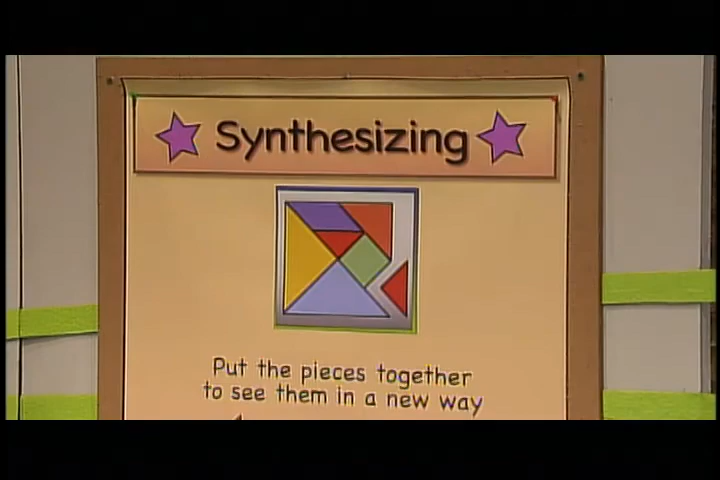 Synthesizing
Put the pieces together
to see them in a new way